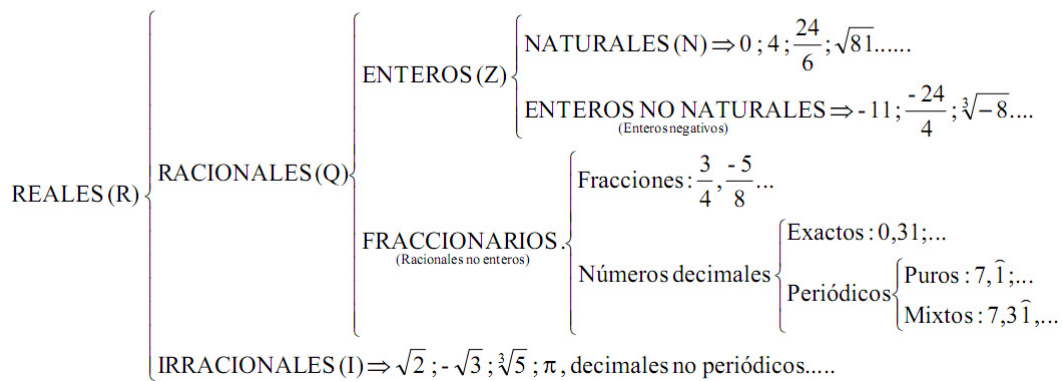 NATURALES (N) ⇒ 0 ; 4 ; 24/6 ; √81......
ENTEROS (Z)
ENTEROS NO NATURALES ⇒ -11 ; -24/4 ; ∛-8....
(Enteros negativos)
RACIONALES (Q)
Fracciones : 3/4 , -5/8 ...
REALES (R)
FRACCIONARIOS.
(Racionales no enteros)
Exactos : 0,31;...
Números decimales
Puros : 7,1̂;...
Periódicos
Mixtos : 7,31̂,...
IRRACIONALES (I) ⇒ √2 ; -√3 ; ∛5 ; π , decimales no periódicos.....